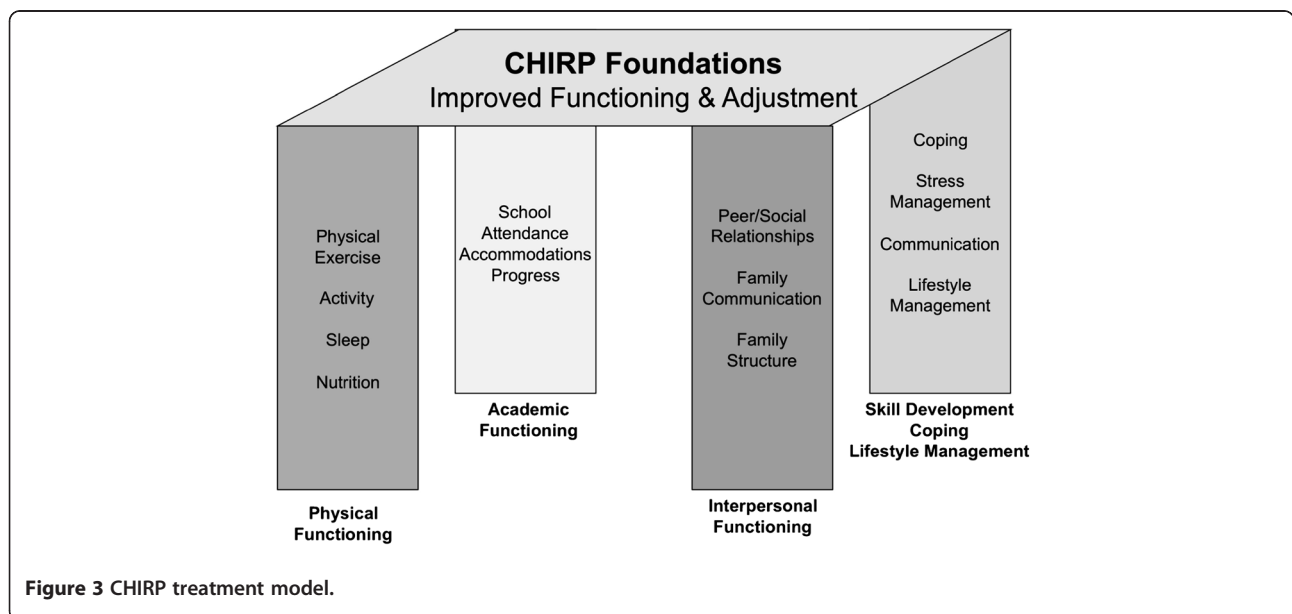 CHIRP Foundations
Improved Functioning & Adjustment
Physical
Exercise
Activity
Sleep
Nutrition
Physical
Functioning
School
Attendance
Accommodations
Progress
Academic
Functioning
Peer/Social
Relationships
Family
Communication
Family
Structure
Interpersonal
Functioning
Coping
Stress
Management
Communication
Lifestyle
Management
Skill Development
Coping
Lifestyle Management
Figure 3 CHIRP treatment model.